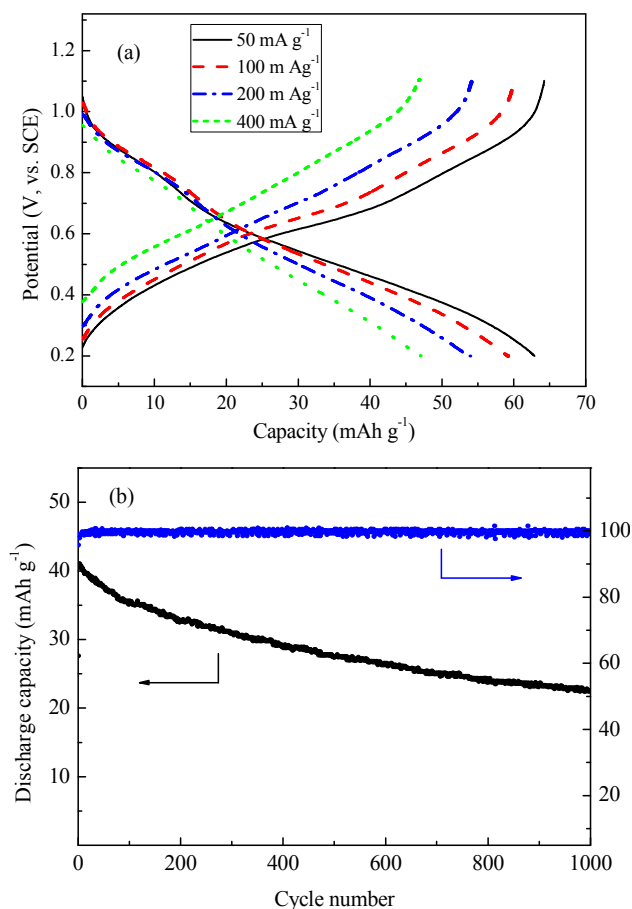 (a)
50 mA g-1
100 m Ag-1
200 m Ag-1
400 mA g-1
1.2
1.0
0.8
0.6
0.4
0.2
Potential (V, vs. SCE)
0 10 20 30 40 50 60 70
Capacity (mAh g-1)
(b)
50
40
30
20
10
Discharge capacity (mAh g-1)
100
80
60
40
20
0 200 400 600 800 1000
Cycle number